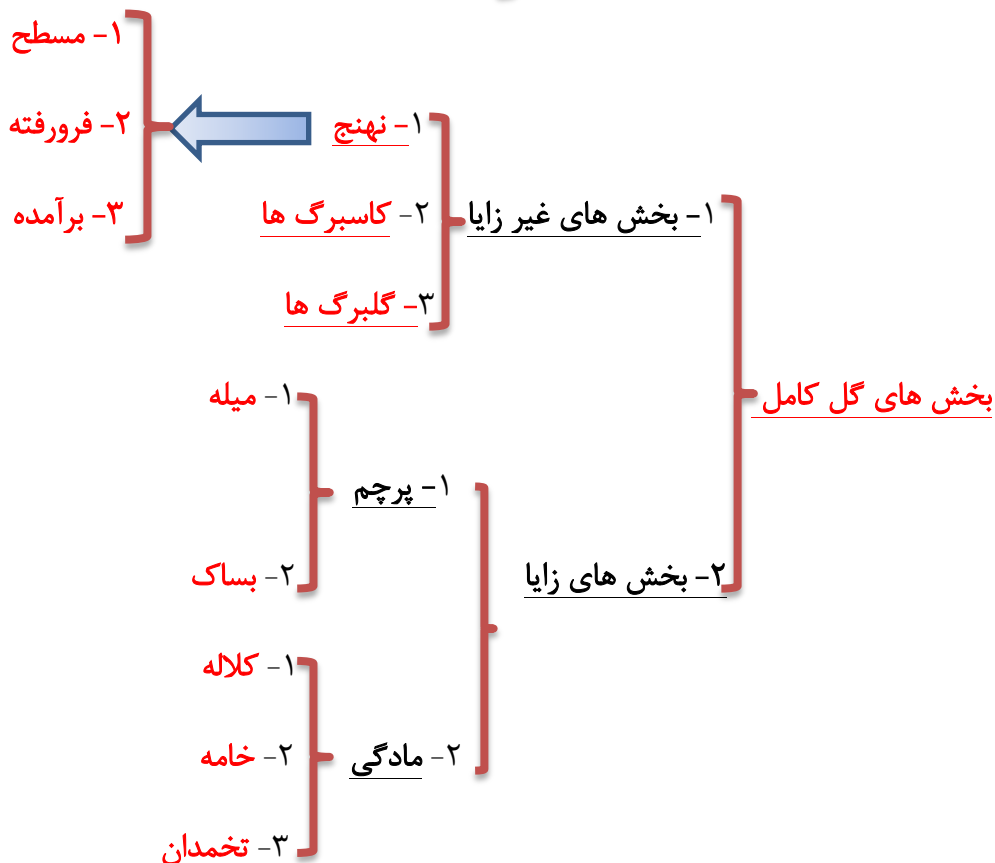 بخش های گل کامل
۱- بخش های غیر زایا
۱- نهنج
۱- مسطح
۲- فرورفته
۳- برآمده
۲- کاسبرگ ها
۳- گلبرگ ها
۲- بخش های زایا
۱- پرچم
۱- میله
۲- بساک
۲- مادگی
۱- کلاله
۲- خامه
۳- تخمدان